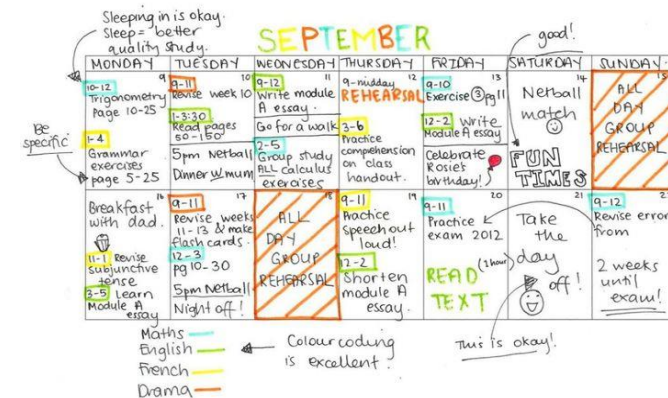 Sleeping in is okay.
Sleep = better
quality study.
SEPTEMBER
good!
MONDAY TUESDAY WEDNESDAY THURSDAY FRIDAY SATURDAY SUNDAY
9
10-12
Trigonometry
page 10-25
1-4
Grammar
exercises
page 5-25
Be
specific
10
9-11
Revise week 10
1-3:30
Read pages
50-150
5pm Netball
Dinner w mum
11
9-12
Write module
A essay.
Go for a walk
2-5
Group study
ALL calculus
exercises
12
9-midday
REHEARSAL
3-6
Practice
comprehension
on class
handout.
13
9-10
Exercise 3 pg 11
12-2 Write
Module A essay
Celebrate
Rosie's
birthday!
14
Netball
match
FUN
TIMES
15
ALL
DAY
GROUP
REHEARSAL
16
Breakfast
with dad.
11-1 Revise
subjunctive
tense
3-5 Learn
Module A
essay
17
9-11
Revise weeks
11-13 & make
flash cards.
12-3
pg 10-30
5pm Netball
Night off!
18
ALL
DAY
GROUP
REHEARSAL
19
9-11
Practice
speech out
loud!
12-2
Shorten
module A
essay.
20
9-11
Practice
exam 2012
(1 hour)
READ
TEXT
21
Take
the
day
off!
9-12
Revise error
from
2 weeks
until
exam!
Maths
English
French
Drama
Colour coding
is excellent.
This is okay!